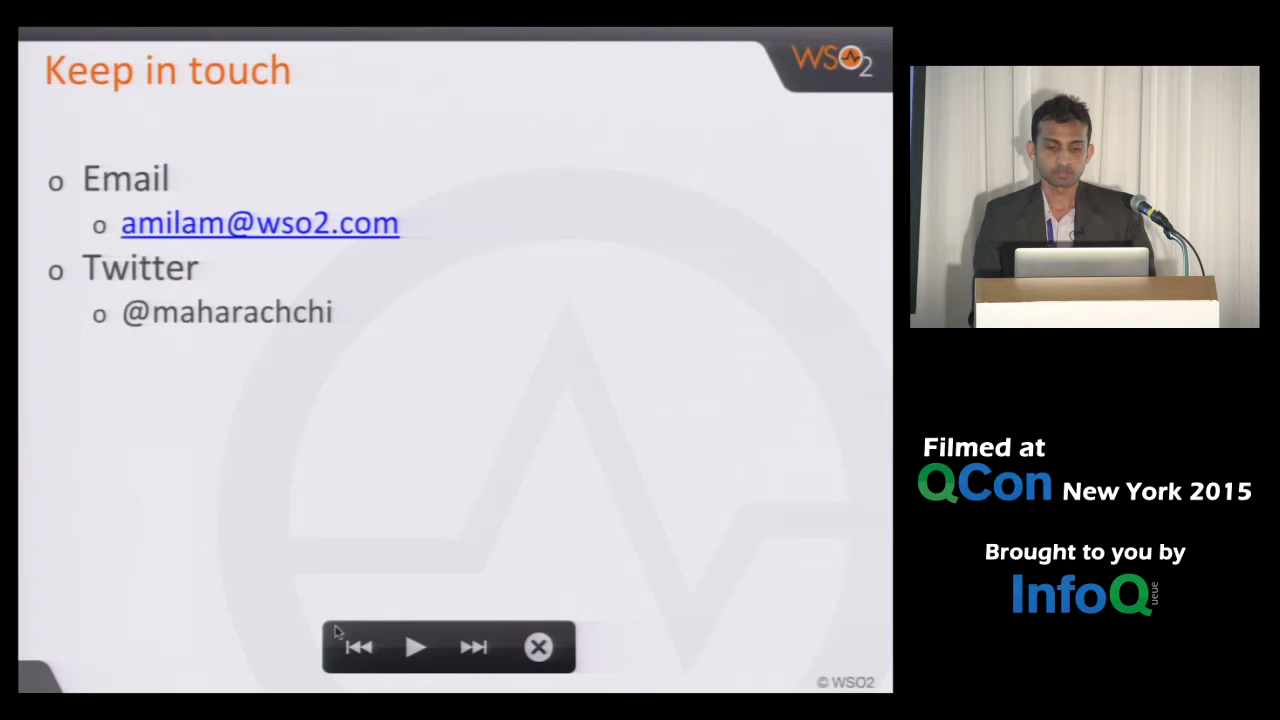 Keep in touch
WSO2
o Email
o amilam@wso2.com
o Twitter
o @maharachchi
© WSO2
Filmed at
QCon New York 2015
Brought to you by
InfoQ
ueue